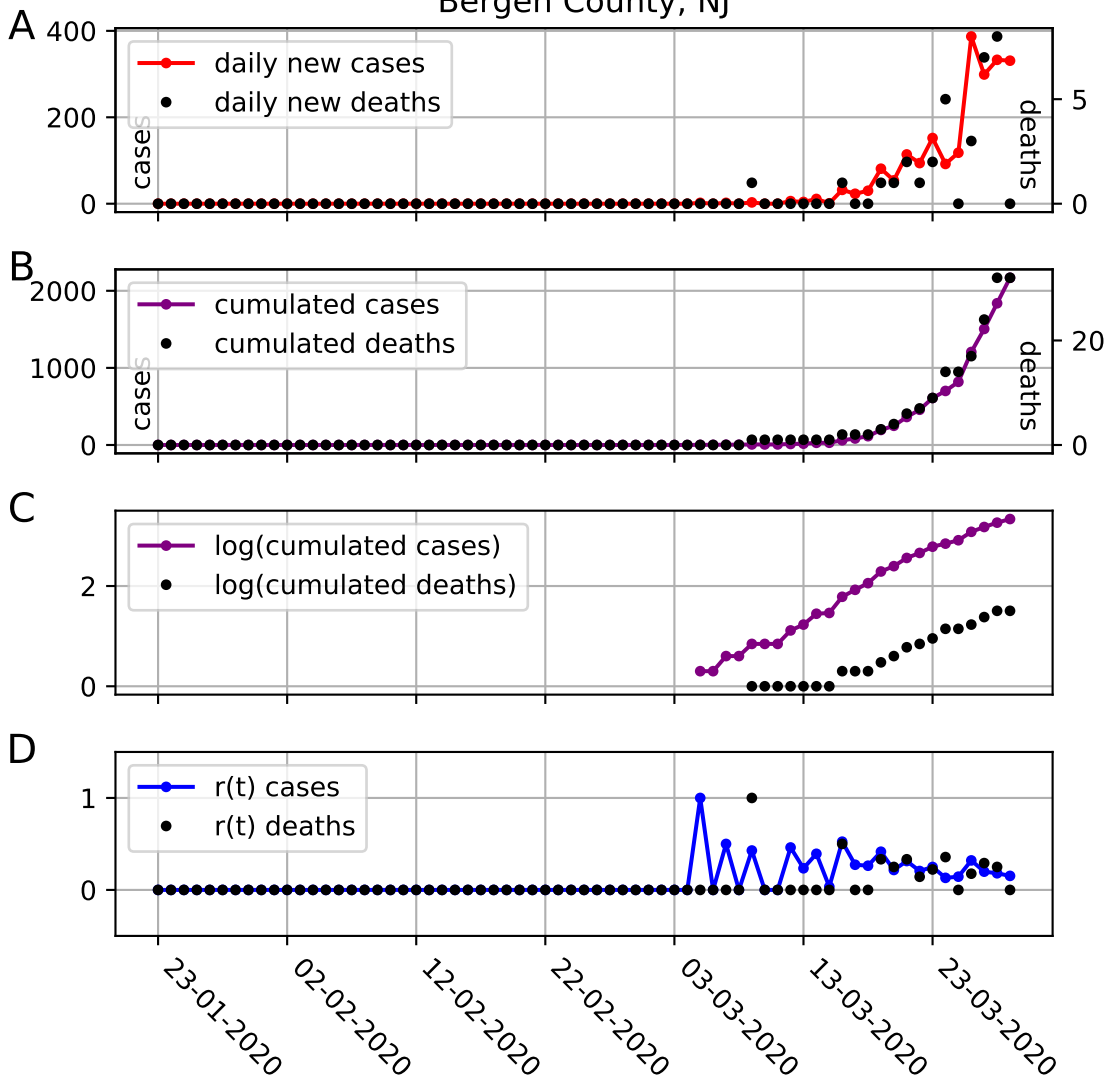 Bergen County, NJ
A
400
200
0
cases
daily new cases
daily new deaths
deaths
5
0
B
2000
1000
0
cases
cumulated cases
cumulated deaths
deaths
20
0
C
2
0
log(cumulated cases)
log(cumulated deaths)
D
1
0
r(t) cases
r(t) deaths
23-01-2020
02-02-2020
12-02-2020
22-02-2020
03-03-2020
13-03-2020
23-03-2020